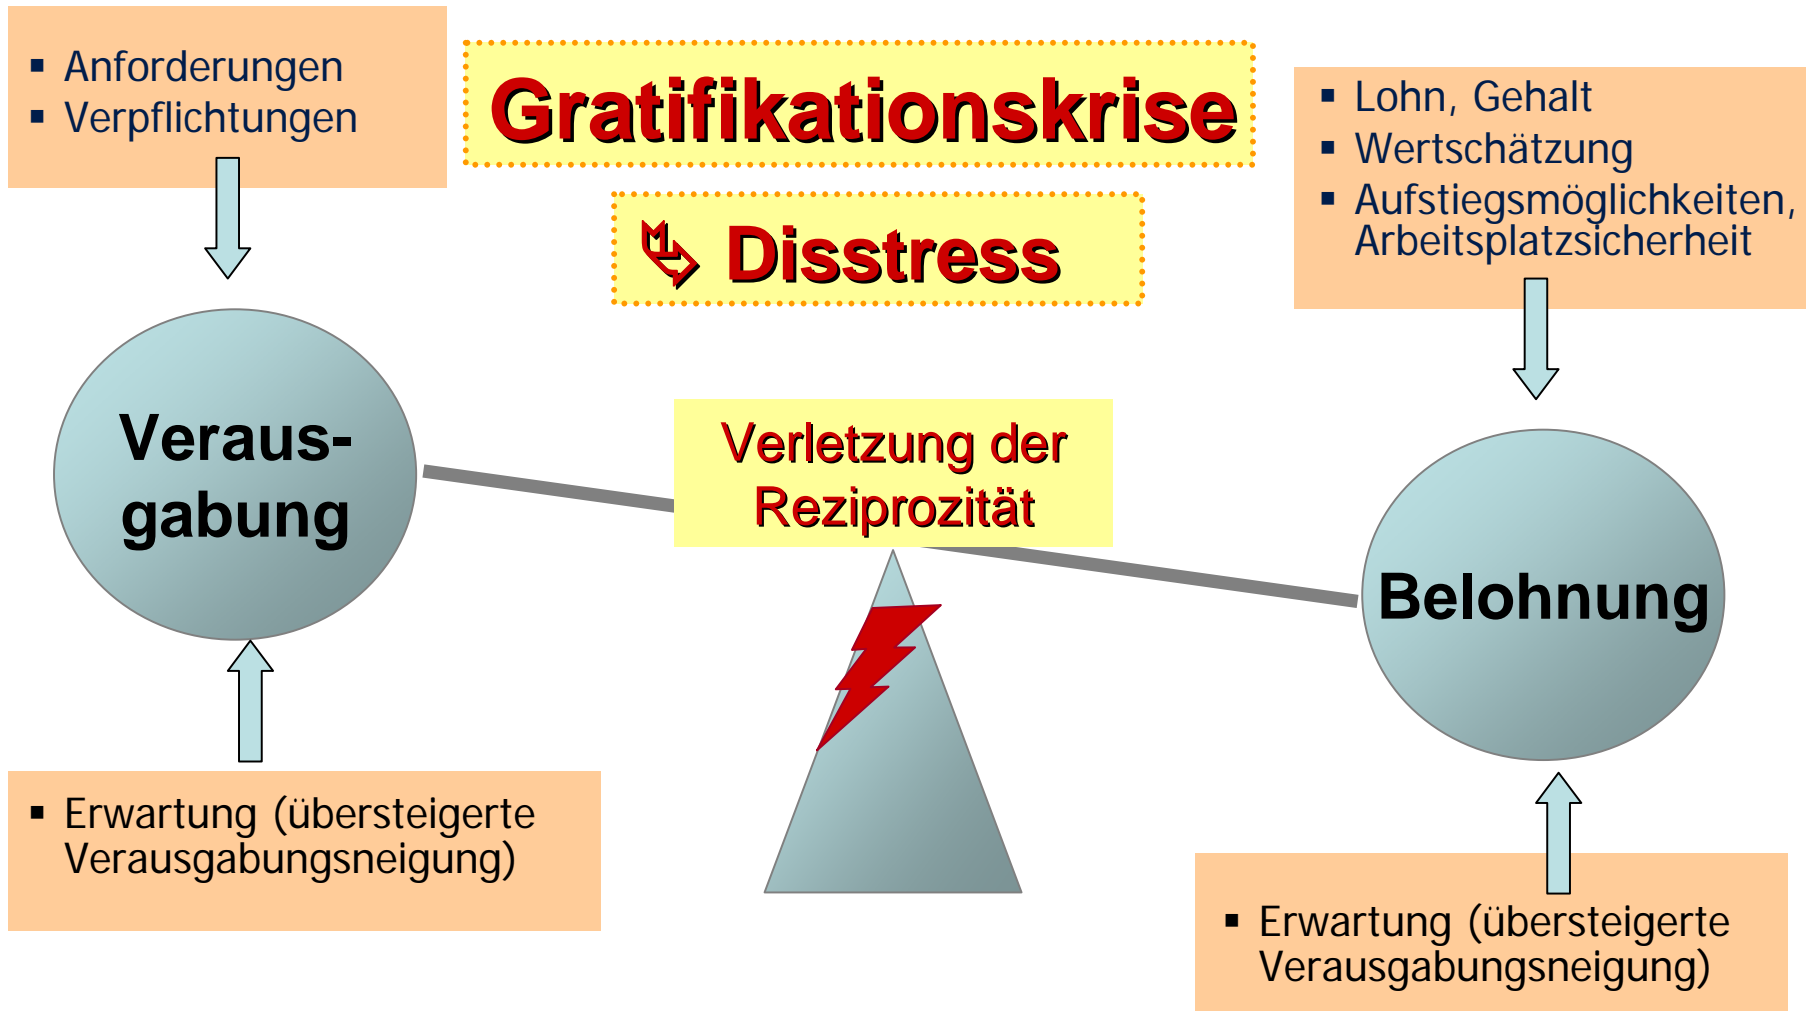 ▪ Anforderungen
▪ Verpflichtungen
Gratifikationskrise
Disstress
▪ Lohn, Gehalt
▪ Wertschätzung
▪ Aufstiegsmöglichkeiten,
Arbeitsplatzsicherheit
Veraus-
gabung
Verletzung der
Reziprozität
Belohnung
▪ Erwartung (übersteigerte
Verausgabungsneigung)
▪ Erwartung (übersteigerte
Verausgabungsneigung)